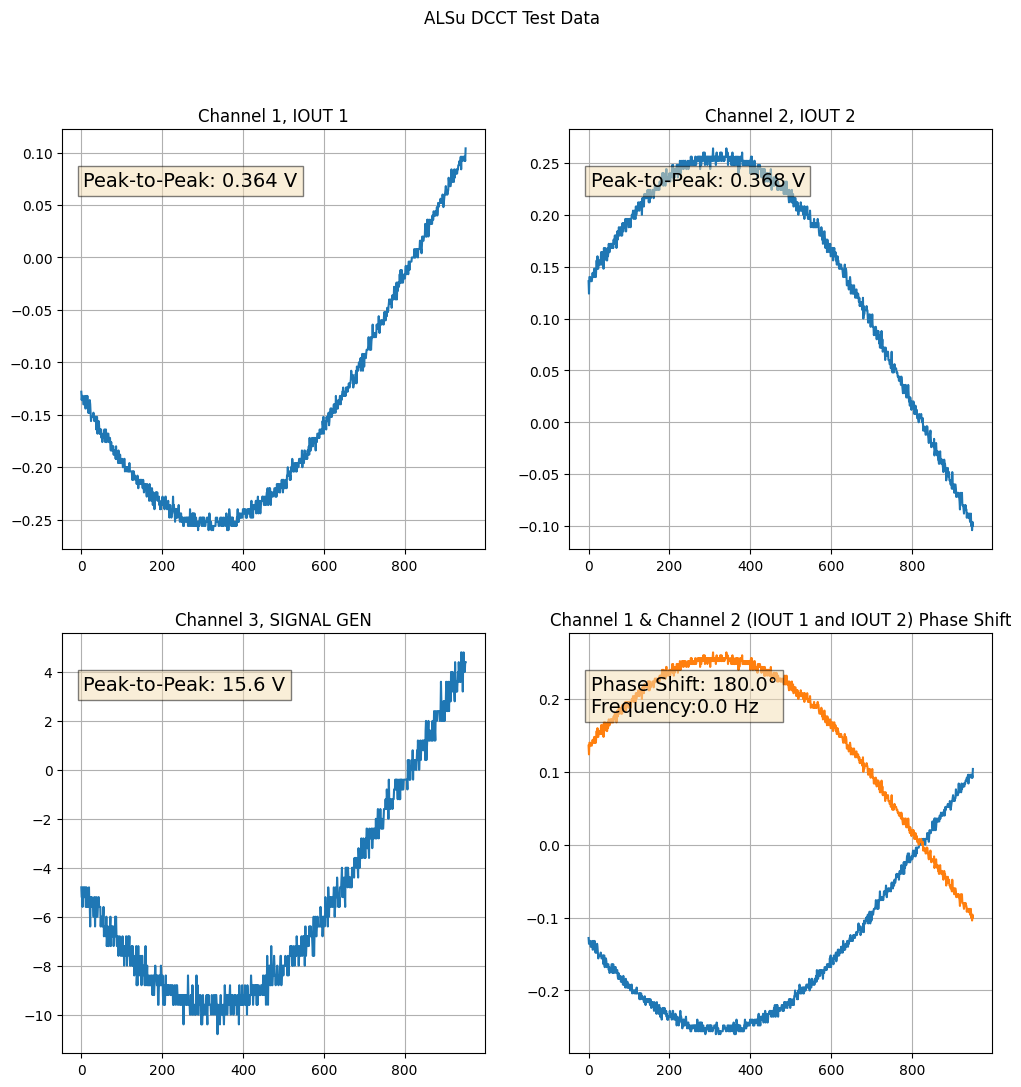 ALSu DCCT Test Data
Channel 1, IOUT 1
0.10
0.05
0.00
−0.05
−0.10
−0.15
−0.20
−0.25
Peak-to-Peak: 0.364 V
0 200 400 600 800
Channel 2, IOUT 2
0.25
0.20
0.15
0.10
0.05
0.00
−0.05
−0.10
Peak-to-Peak: 0.368 V
0 200 400 600 800
Channel 3, SIGNAL GEN
4
2
0
−2
−4
−6
−8
−10
Peak-to-Peak: 15.6 V
0 200 400 600 800
Channel 1 & Channel 2 (IOUT 1 and IOUT 2) Phase Shift
0.2
0.1
0.0
−0.1
−0.2
Phase Shift: 180.0°
Frequency:0.0 Hz
0 200 400 600 800